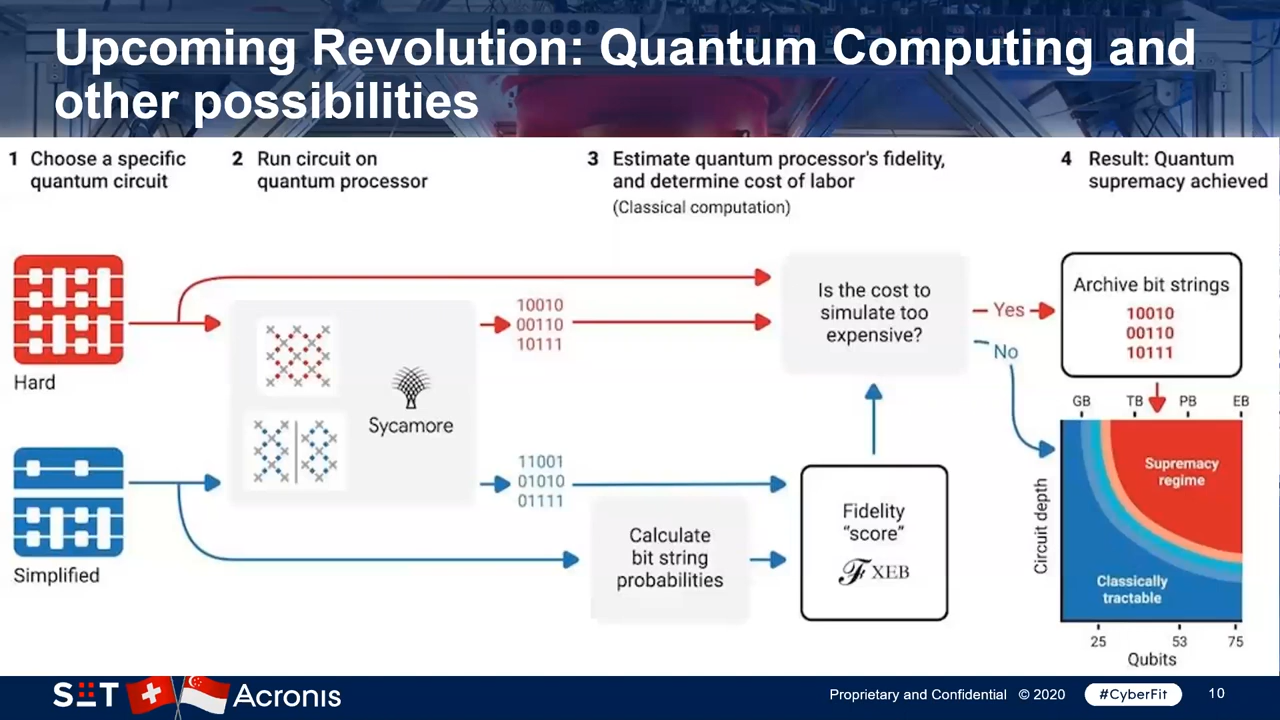 Upcoming Revolution: Quantum Computing and
other possibilities
1 Choose a specific
quantum circuit
2 Run circuit on
quantum processor
3 Estimate quantum processor's fidelity,
and determine cost of labor
(Classical computation)
4 Result: Quantum
supremacy achieved
Hard
Simplified
Sycamore
10010
00110
10111
11001
01010
01111
Calculate
bit string
probabilities
Is the cost to
simulate too
expensive?
Fidelity
“score”
ℱ XEB
Yes
No
Archive bit strings
10010
00110
10111
GB TB PB EB
Supremacy
regime
Classically
tractable
Circuit depth
25 53 75
Qubits
SIT Acronis
Proprietary and Confidential © 2020 #CyberFit 10